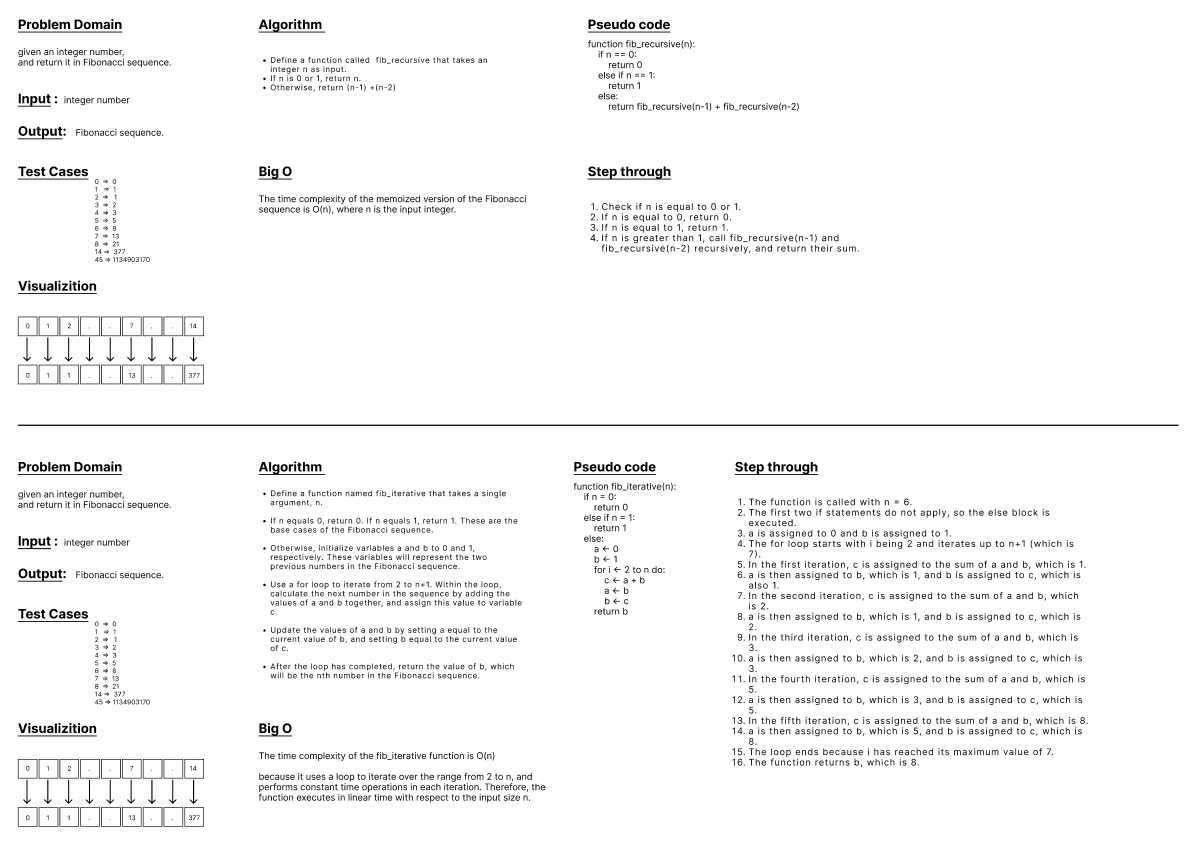 Problem Domain
given an integer number,
and return it in Fibonacci sequence.
Input : integer number
Output: Fibonacci sequence.
Test Cases
0 => 0
1 => 1
2 => 1
3 => 2
4 => 3
5 => 5
6 => 8
7 => 13
8 => 21
14 => 377
45 => 1134903170
Visualizition
0 1 2 . . 7 . . 14
0 1 1 . . 13 . . 377
Algorithm
• Define a function called fib_recursive that takes an
integer n as input.
• If n is 0 or 1, return n.
• Otherwise, return (n-1) +(n-2)
Big O
The time complexity of the memoized version of the Fibonacci
sequence is O(n), where n is the input integer.
Pseudo code
function fib_recursive(n):
if n == 0:
return 0
else if n == 1:
return 1
else:
return fib_recursive(n-1) + fib_recursive(n-2)
Step through
1. Check if n is equal to 0 or 1.
2. If n is equal to 0, return 0.
3. If n is equal to 1, return 1.
4. If n is greater than 1, call fib_recursive(n-1) and
fib_recursive(n-2) recursively, and return their sum.
Problem Domain
given an integer number,
and return it in Fibonacci sequence.
Input : integer number
Output: Fibonacci sequence.
Test Cases
0 => 0
1 => 1
2 => 1
3 => 2
4 => 3
5 => 5
6 => 8
7 => 13
8 => 21
14 => 377
45 => 1134903170
Visualizition
0 1 2 . . 7 . . 14
0 1 1 . . 13 . . 377
Algorithm
• Define a function named fib_iterative that takes a single
argument, n.
• If n equals 0, return 0. If n equals 1, return 1. These are the
base cases of the Fibonacci sequence.
• Otherwise, initialize variables a and b to 0 and 1,
respectively. These variables will represent the two
previous numbers in the Fibonacci sequence.
• Use a for loop to iterate from 2 to n+1. Within the loop,
calculate the next number in the sequence by adding the
values of a and b together, and assign this value to variable
c.
• Update the values of a and b by setting a equal to the
current value of b, and setting b equal to the current value
of c.
• After the loop has completed, return the value of b, which
will be the nth number in the Fibonacci sequence.
Big O
The time complexity of the fib_iterative function is O(n)
because it uses a loop to iterate over the range from 2 to n, and
performs constant time operations in each iteration. Therefore, the
function executes in linear time with respect to the input size n.
Pseudo code
function fib_iterative(n):
if n = 0:
return 0
else if n = 1:
return 1
else:
a ← 0
b ← 1
for i ← 2 to n do:
c ← a + b
a ← b
b ← c
return b
Step through
1. The function is called with n = 6.
2. The first two if statements do not apply, so the else block is
executed.
3. a is assigned to 0 and b is assigned to 1.
4. The for loop starts with i being 2 and iterates up to n+1 (which is
7).
5. In the first iteration, c is assigned to the sum of a and b, which is 1.
6. a is then assigned to b, which is 1, and b is assigned to c, which is
also 1.
7. In the second iteration, c is assigned to the sum of a and b, which
is 2.
8. a is then assigned to b, which is 1, and b is assigned to c, which is
2.
9. In the third iteration, c is assigned to the sum of a and b, which is
3.
10. a is then assigned to b, which is 2, and b is assigned to c, which is
3.
11. In the fourth iteration, c is assigned to the sum of a and b, which is
5.
12. a is then assigned to b, which is 3, and b is assigned to c, which is
5.
13. In the fifth iteration, c is assigned to the sum of a and b, which is 8.
14. a is then assigned to b, which is 5, and b is assigned to c, which is
8.
15. The loop ends because i has reached its maximum value of 7.
16. The function returns b, which is 8.